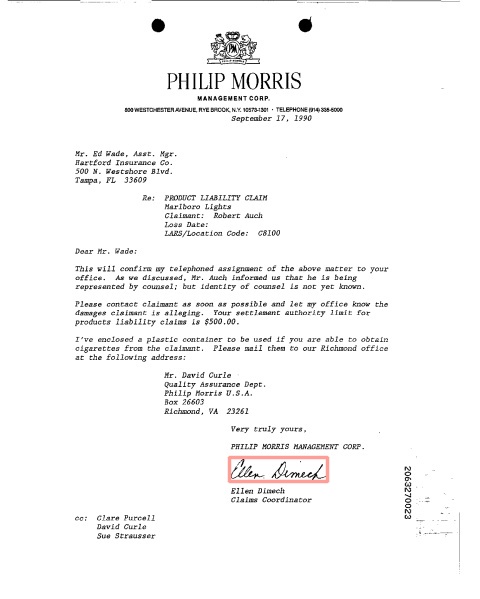 PHILIP MORRIS
MANAGEMENT CORP.
800 WESTCHESTER AVENUE, RYE BROOK, N.Y. 10573-1301 • TELEPHONE (914) 335-5000
September 17, 1990
Mr. Ed Wade, Asst. Mgr.
Hartford Insurance Co.
500 N. Westshore Blvd.
Tampa, FL 33609
Re: PRODUCT LIABILITY CLAIM
Marlboro Lights
Claimant: Robert Auch
Loss Date:
LARS/Location Code: C8100
Dear Mr. Wade:
This will confirm my telephoned assignment of the above matter to your
office. As we discussed, Mr. Auch informed us that he is being
represented by counsel; but identity of counsel is not yet known.
Please contact claimant as soon as possible and let my office know the
damages claimant is alleging. Your settlement authority limit for
products liability claims is $500.00.
I've enclosed a plastic container to be used if you are able to obtain
cigarettes from the claimant. Please mail them to our Richmond office
at the following address:
Mr. David Curle
Quality Assurance Dept.
Philip Morris U.S.A.
Box 26603
Richmond, VA 23261
Very truly yours,
PHILIP MORRIS MANAGEMENT CORP.
Ellen Dimech
Ellen Dimech
Claims Coordinator
cc: Clare Purcell
David Curle
Sue Strausser
2063270023